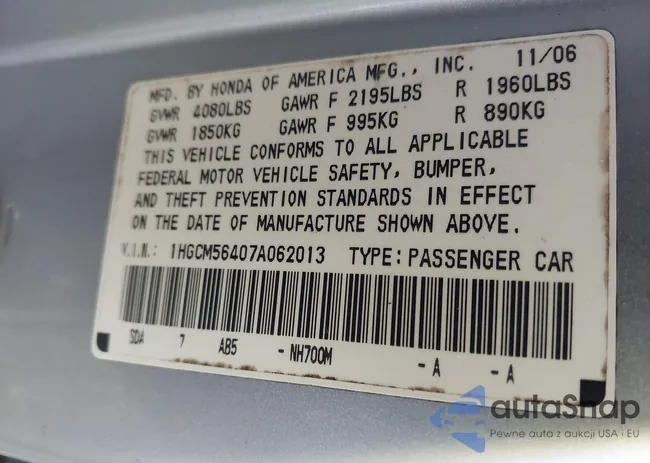 11/06
MFD. BY HONDA OF AMERICA MFG., INC.
GVWR 4080LBS GAWR F 2195LBS R 1960LBS
GVWR 1850KG GAWR F 995KG R 890KG
THIS VEHICLE CONFORMS TO ALL APPLICABLE
FEDERAL MOTOR VEHICLE SAFETY, BUMPER,
AND THEFT PREVENTION STANDARDS IN EFFECT
ON THE DATE OF MANUFACTURE SHOWN ABOVE.
V.I.N.: 1HGCM56407A062013 TYPE: PASSENGER CAR
SDA 7 AB5 - NH700M - A - A
autaSnap
Pewne auta z aukcji USA i EU